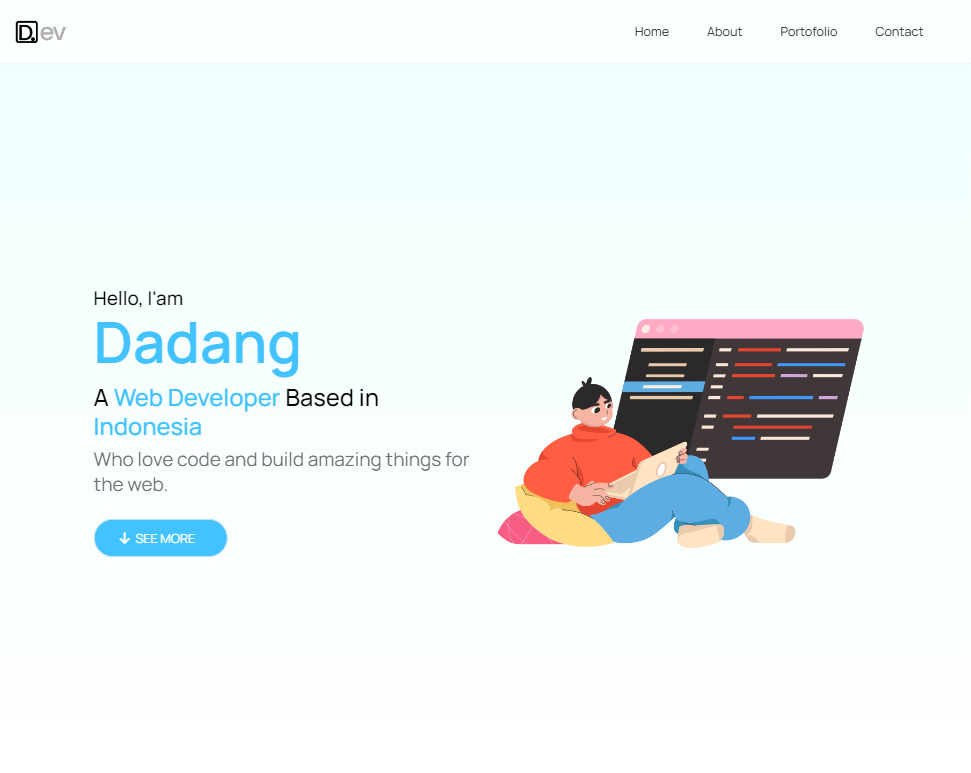 D.ev
Home About Portofolio Contact
Hello, I'am
Dadang
A Web Developer Based in
Indonesia
Who love code and build amazing things for
the web.
SEE MORE